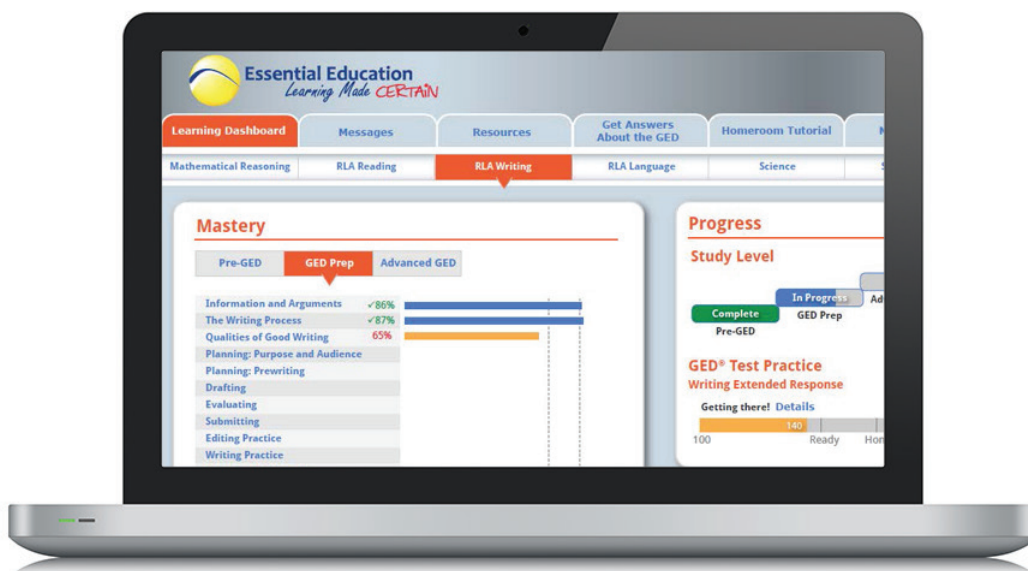 Essential Education
Learning Made CERTAiN
Learning Dashboard
Messages
Resources
Get Answers
About the GED
Homeroom Tutorial
Mathematical Reasoning
RLA Reading
RLA Writing
RLA Language
Science
Mastery
Pre-GED
GED Prep
Advanced GED
Information and Arguments ✓86%
The Writing Process ✓87%
Qualities of Good Writing 65%
Planning: Purpose and Audience
Planning: Prewriting
Drafting
Evaluating
Submitting
Editing Practice
Writing Practice
Progress
Study Level
In Progress
Complete
GED Prep
Pre-GED
GED® Test Practice
Writing Extended Response
Getting there! Details
140
100
Ready